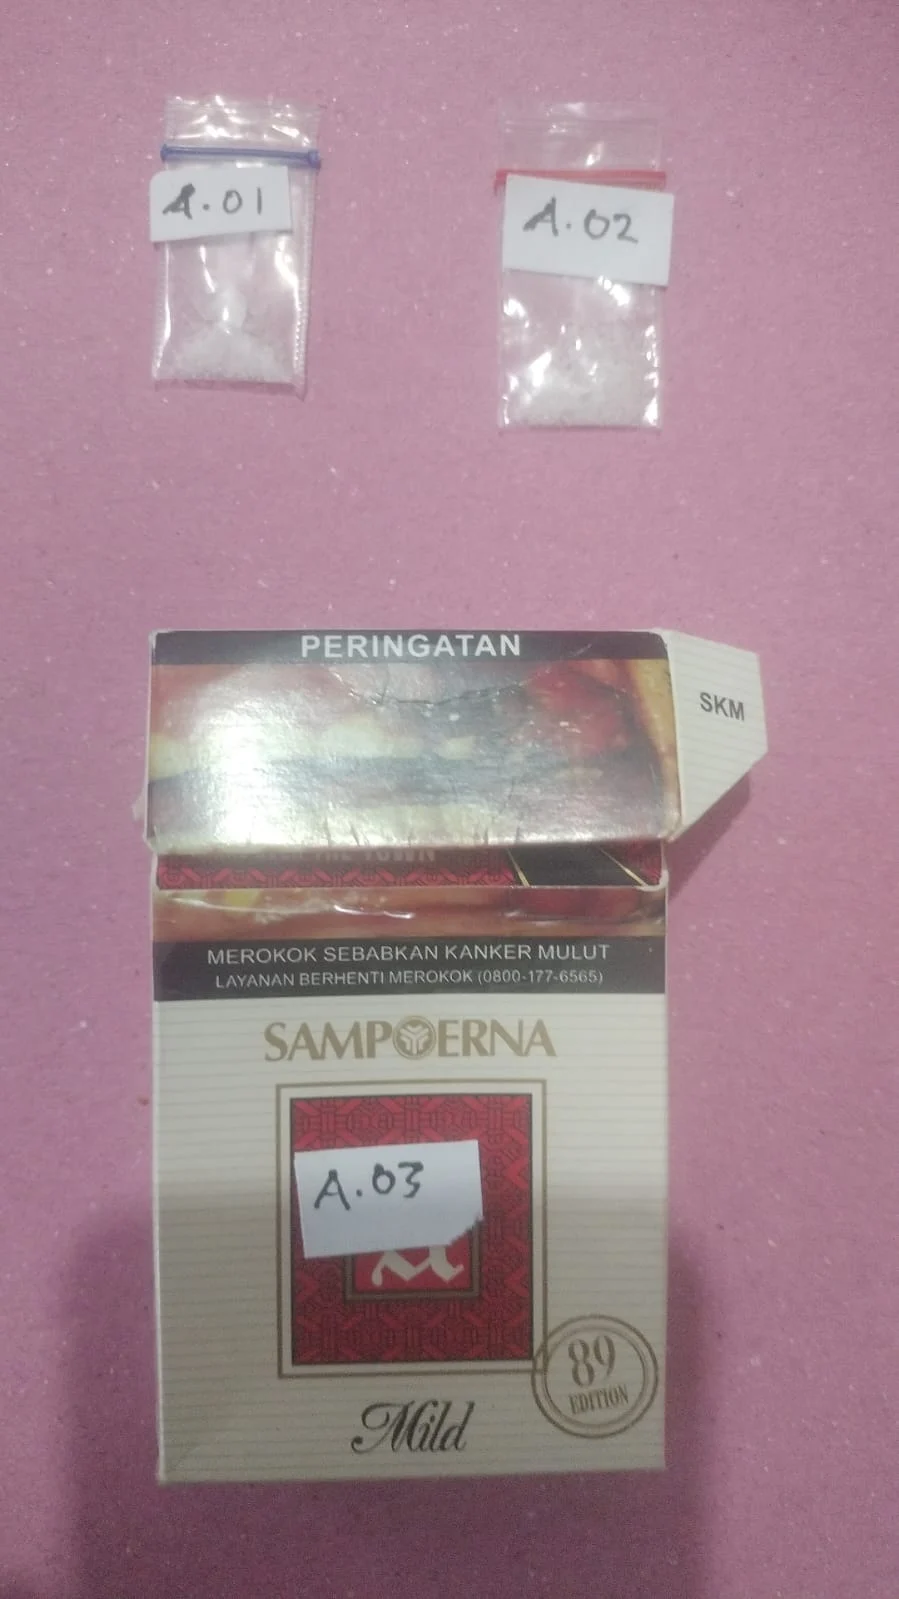 A.01
A.02
PERINGATAN
SKM
MEROKOK SEBABKAN KANKER MULUT
LAYANAN BERHENTI MEROKOK (0800-177-6565)
SAMPOERNA
A.03
A
89
EDITION
Mild